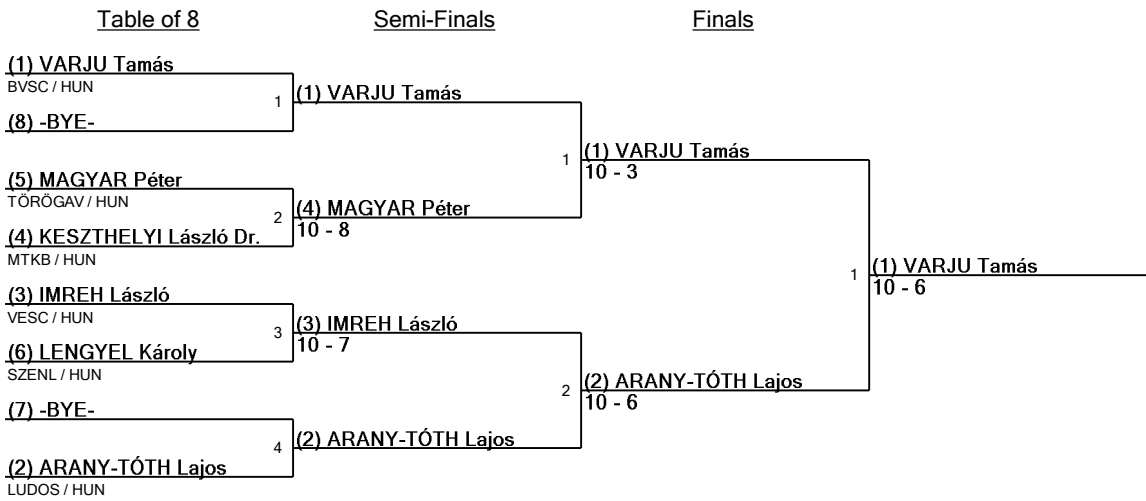 Table of 8
Semi-Finals
Finals
(1) VARJU Tamás
BVSC / HUN
1
(8) -BYE-
(5) MAGYAR Péter
TÖRÖGAV / HUN
2
(4) KESZTHELYI László Dr.
MTKB / HUN
(3) IMREH László
VESC / HUN
3
(6) LENGYEL Károly
SZENL / HUN
(7) -BYE-
4
(2) ARANY-TÓTH Lajos
LUDOS / HUN
(1) VARJU Tamás
1
(4) MAGYAR Péter
10 - 8
(3) IMREH László
10 - 7
2
(2) ARANY-TÓTH Lajos
(1) VARJU Tamás
10 - 3
1
(2) ARANY-TÓTH Lajos
10 - 6
(1) VARJU Tamás
10 - 6